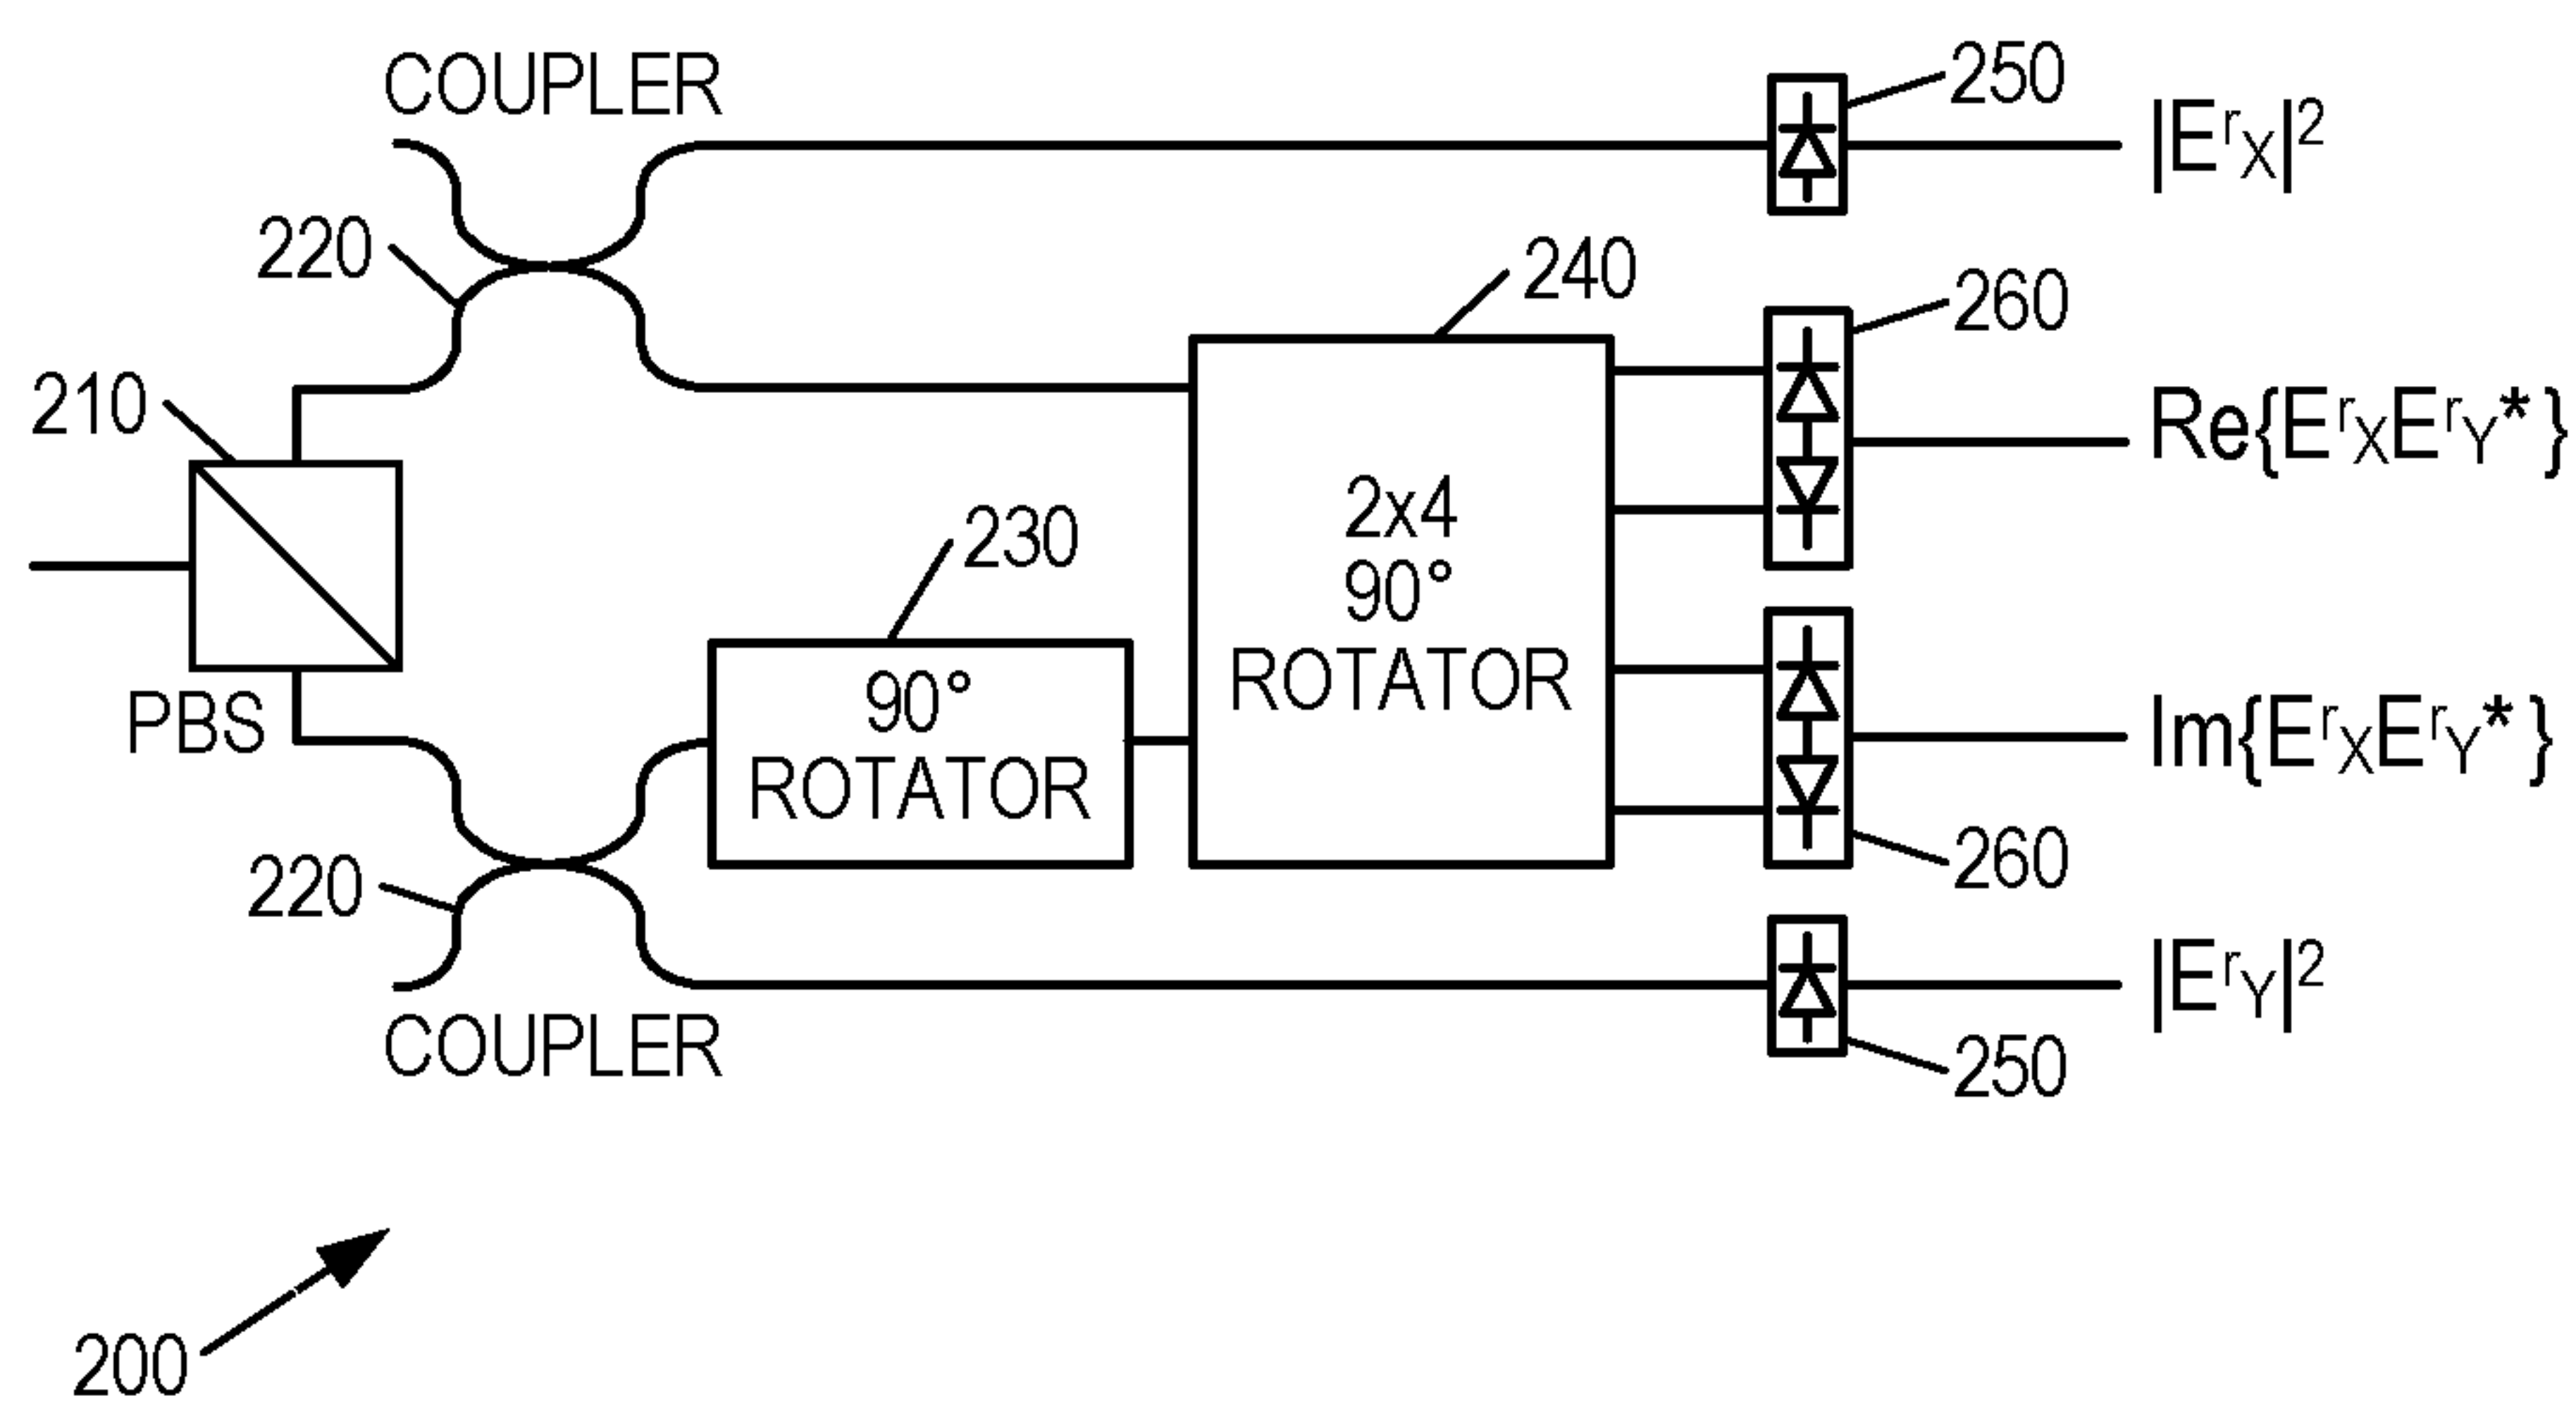 COUPLER
250
|EʳX|²
220
240
260
210
Re{EʳXEʳY*}
230
2x4
90°
ROTATOR
90°
ROTATOR
PBS
Im{EʳXEʳY*}
220
260
|EʳY|²
COUPLER
250
200